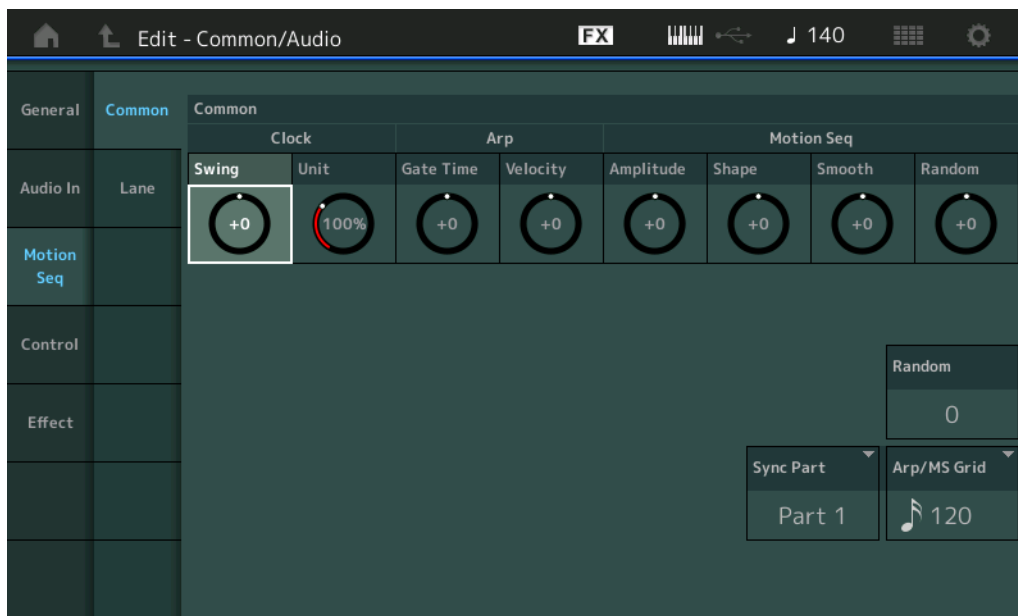 Edit - Common/Audio
FX
140
General
Common
Common
Clock
Arp
Motion Seq
Swing
Unit
Gate Time
Velocity
Amplitude
Shape
Smooth
Random
Audio In
Lane
+0
100%
+0
+0
+0
+0
+0
+0
Motion
Seq
Control
Random
0
Effect
Sync Part
Arp/MS Grid
Part 1
120